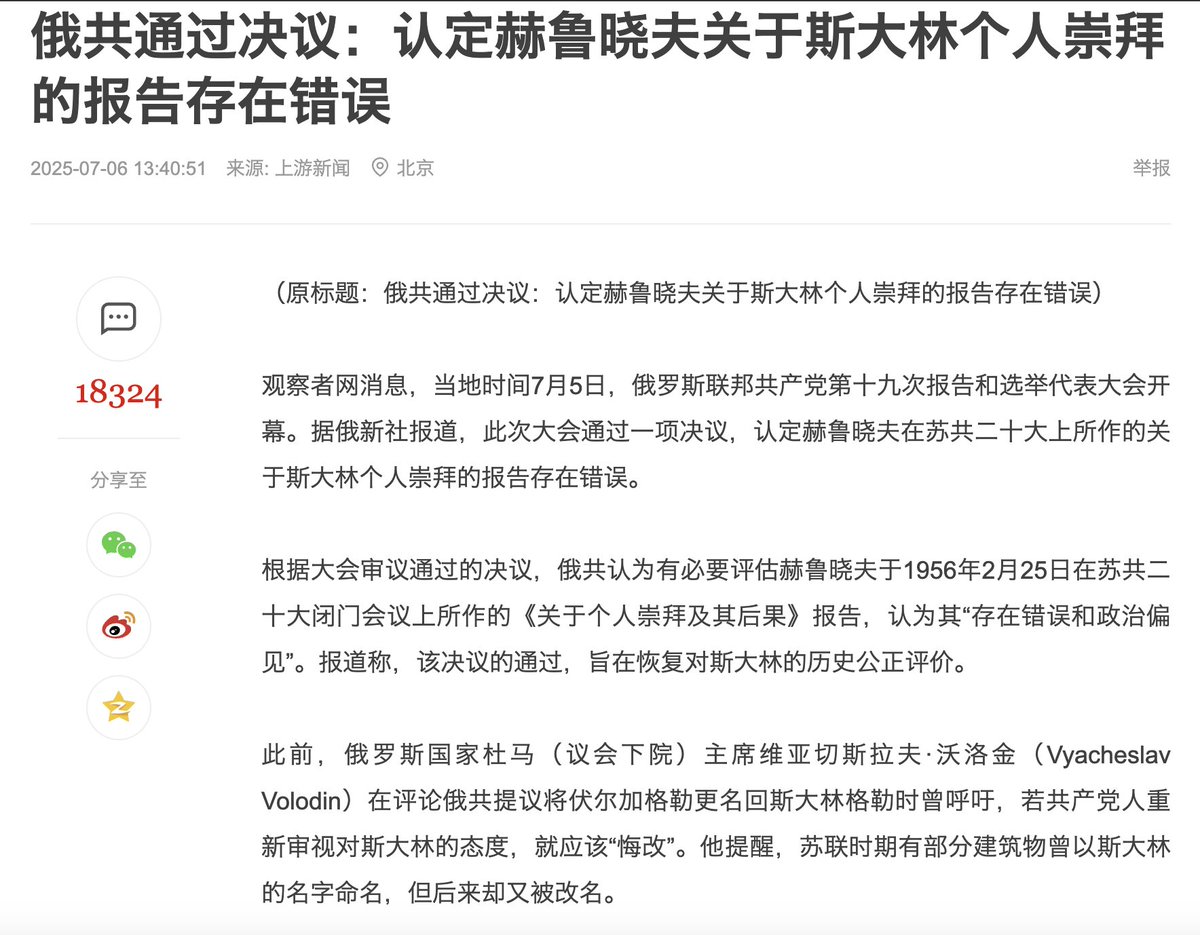 俄共通过决议：认定赫鲁晓夫关于斯大林个人崇拜
的报告存在错误
2025-07-06 13:40:51 来源: 上游新闻 北京 举报
18324
分享至
（原标题：俄共通过决议：认定赫鲁晓夫关于斯大林个人崇拜的报告存在错误）
观察者网消息，当地时间7月5日，俄罗斯联邦共产党第十九次报告和选举代表大会开
幕。据俄新社报道，此次大会通过一项决议，认定赫鲁晓夫在苏共二十大上所作的关
于斯大林个人崇拜的报告存在错误。
根据大会审议通过的决议，俄共认为有必要评估赫鲁晓夫于1956年2月25日在苏共二
十大闭门会议上所作的《关于个人崇拜及其后果》报告，认为其“存在错误和政治偏
见”。报道称，该决议的通过，旨在恢复对斯大林的历史公正评价。
此前，俄罗斯国家杜马（议会下院）主席维亚切斯拉夫·沃洛金（Vyacheslav
Volodin）在评论俄共提议将伏尔加格勒更名回斯大林格勒时曾呼吁，若共产党人重
新审视对斯大林的态度，就应该“悔改”。他提醒，苏联时期有部分建筑物曾以斯大林
的名字命名，但后来却又被改名。